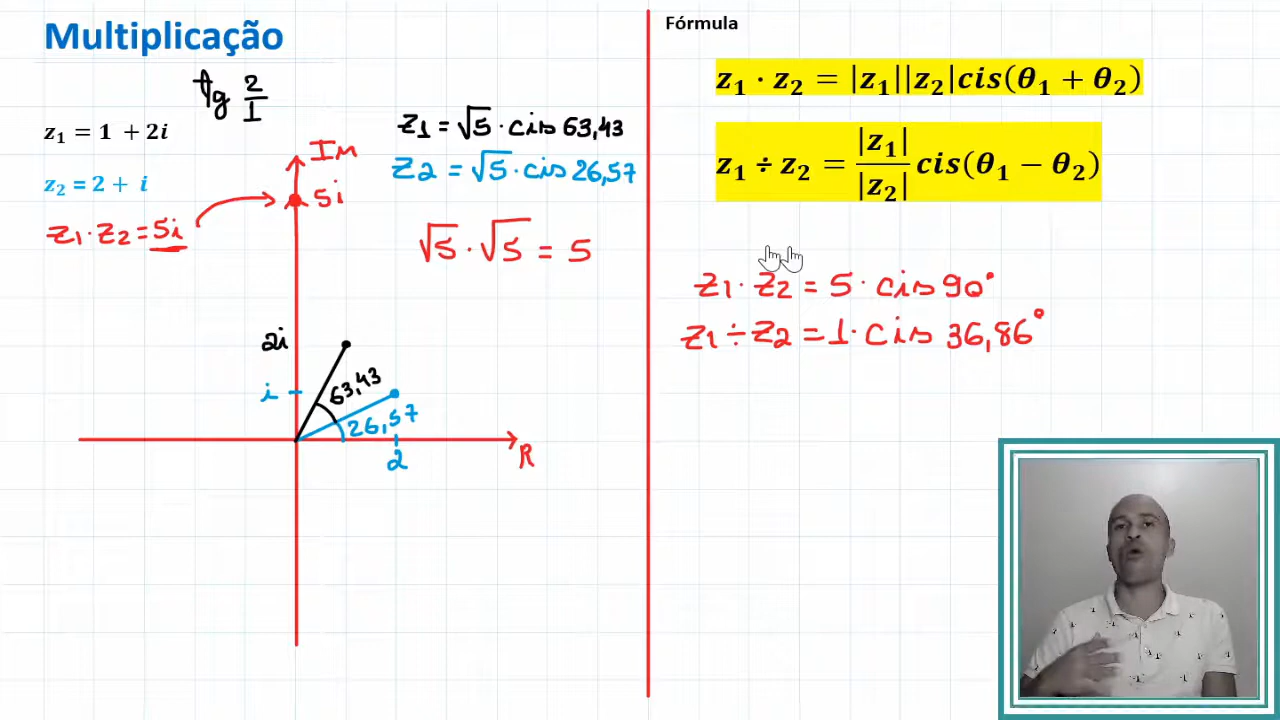 Multiplicação
tg 2/1
z₁ = 1 + 2i
z₂ = 2 + i
z₁ · z₂ = 5i
Im
5i
z₁ = √5 · cis 63,43
z₂ = √5 · cis 26,57
√5 · √5 = 5
2i
i
63,43
26,57
2
R
Fórmula
z₁ · z₂ = |z₁||z₂|cis(θ₁ + θ₂)
z₁ ÷ z₂ = |z₁|/|z₂| cis(θ₁ − θ₂)
z₁ · z₂ = 5 · cis 90°
z₁ ÷ z₂ = 1 · cis 36,86°